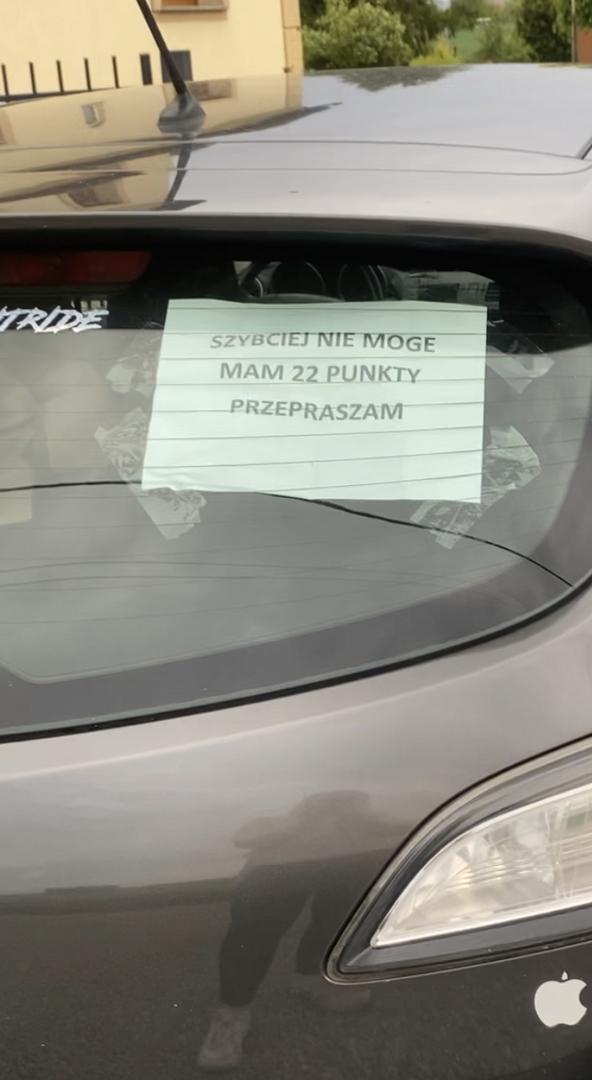 SZYBCIEJ NIE MOGE
MAM 22 PUNKTY
PRZEPRASZAM